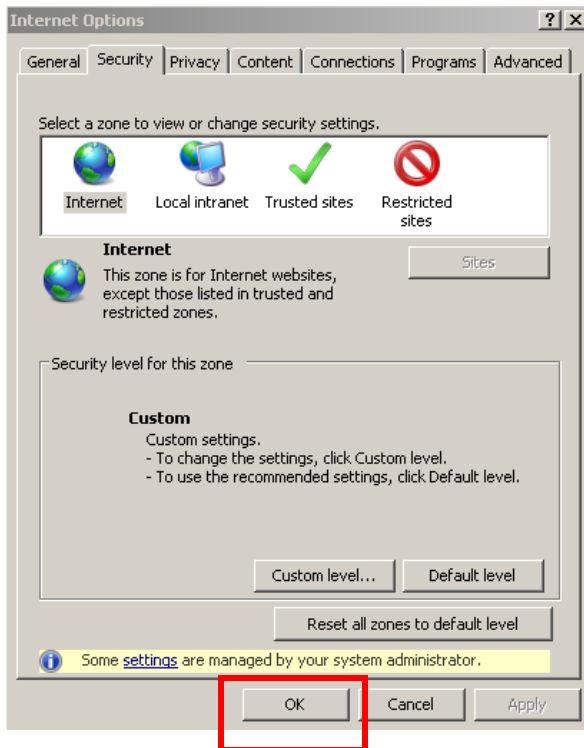 Internet Options
General Security Privacy Content Connections Programs Advanced
Select a zone to view or change security settings.
Internet Local intranet Trusted sites Restricted
sites
Internet
This zone is for Internet websites,
except those listed in trusted and
restricted zones.
Sites
Security level for this zone
Custom
Custom settings.
- To change the settings, click Custom level.
- To use the recommended settings, click Default level.
Custom level... Default level
Reset all zones to default level
Some settings are managed by your system administrator.
OK Cancel Apply